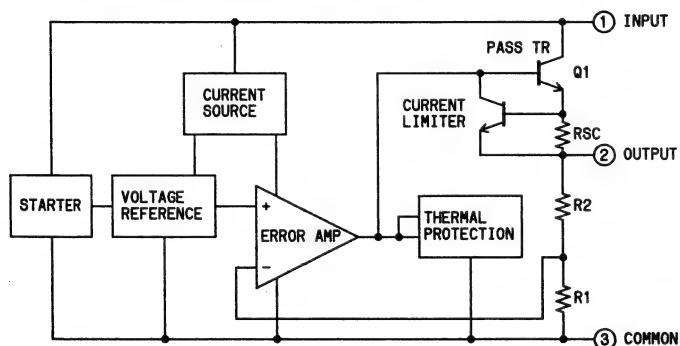 1 INPUT
PASS TR
Q1
CURRENT
SOURCE
CURRENT
LIMITER
RSC
2 OUTPUT
STARTER
VOLTAGE
REFERENCE
+
ERROR AMP
-
THERMAL
PROTECTION
R2
R1
3 COMMON